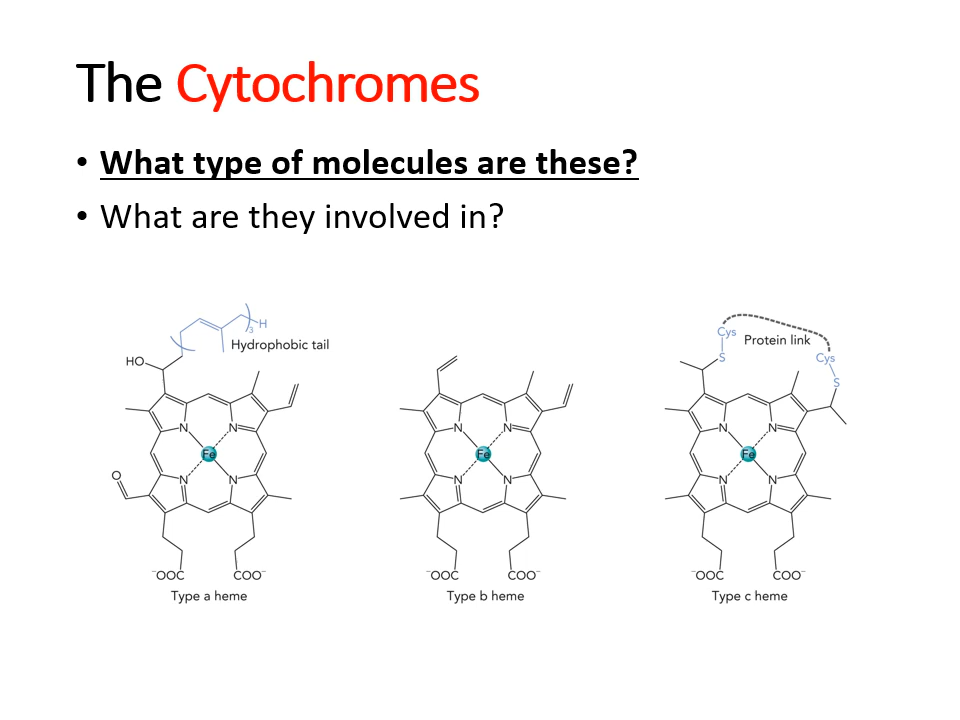 The Cytochromes
• What type of molecules are these?
• What are they involved in?
)₃ H
Hydrophobic tail
HO
N
N
Fe
N
N
O
⁻OOC
COO⁻
Type a heme
N
N
Fe
N
N
⁻OOC
COO⁻
Type b heme
Cys
Protein link
S
Cys
S
N
N
Fe
N
N
⁻OOC
COO⁻
Type c heme